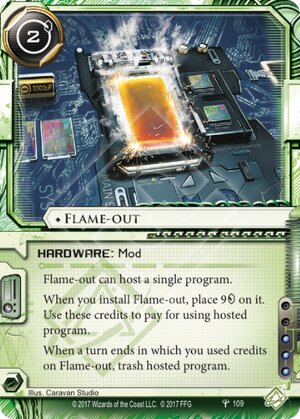 2
3300µF
♦ FLAME-OUT
HARDWARE: Mod
Flame-out can host a single program.
When you install Flame-out, place 9 on it.
Use these credits to pay for using hosted
program.
When a turn ends in which you used credits
on Flame-out, trash hosted program.
Illus. Caravan Studio
© 2017 Wizards of the Coast LLC. © 2017 FFG 109